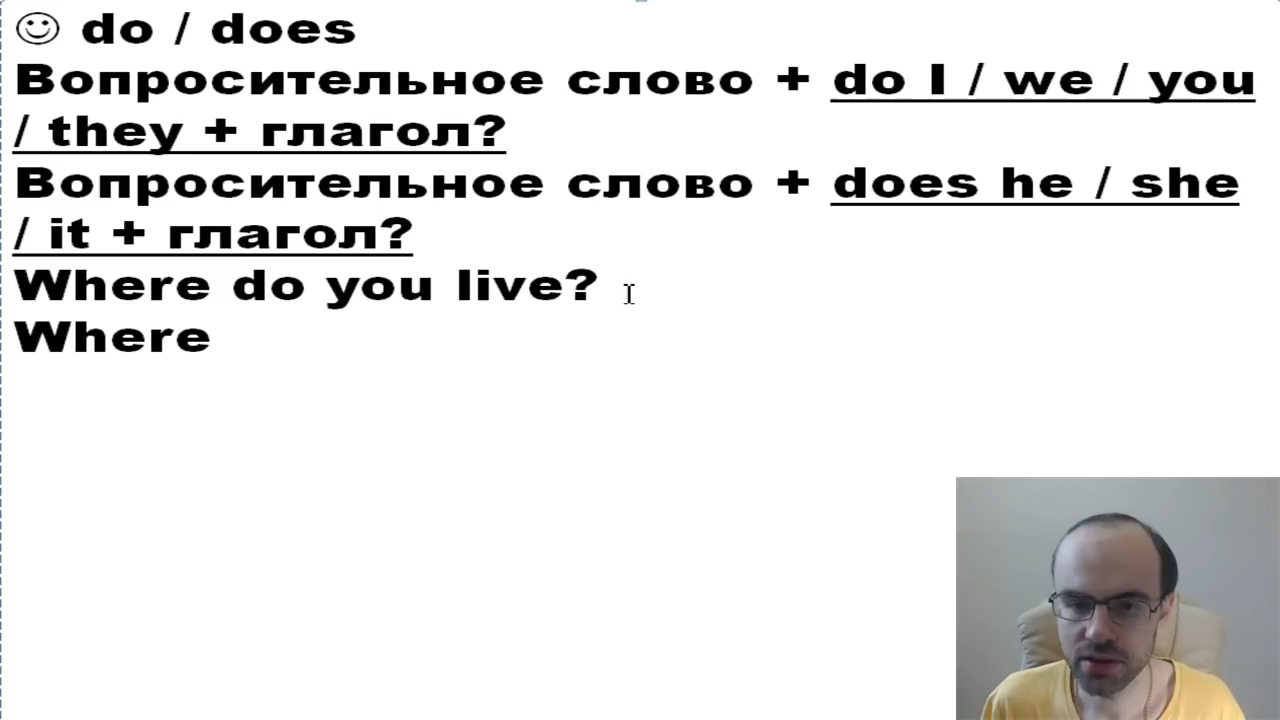 ☺ do / does
Вопросительное слово + do I / we / you
/ they + глагол?
Вопросительное слово + does he / she
/ it + глагол?
Where do you live?
Where